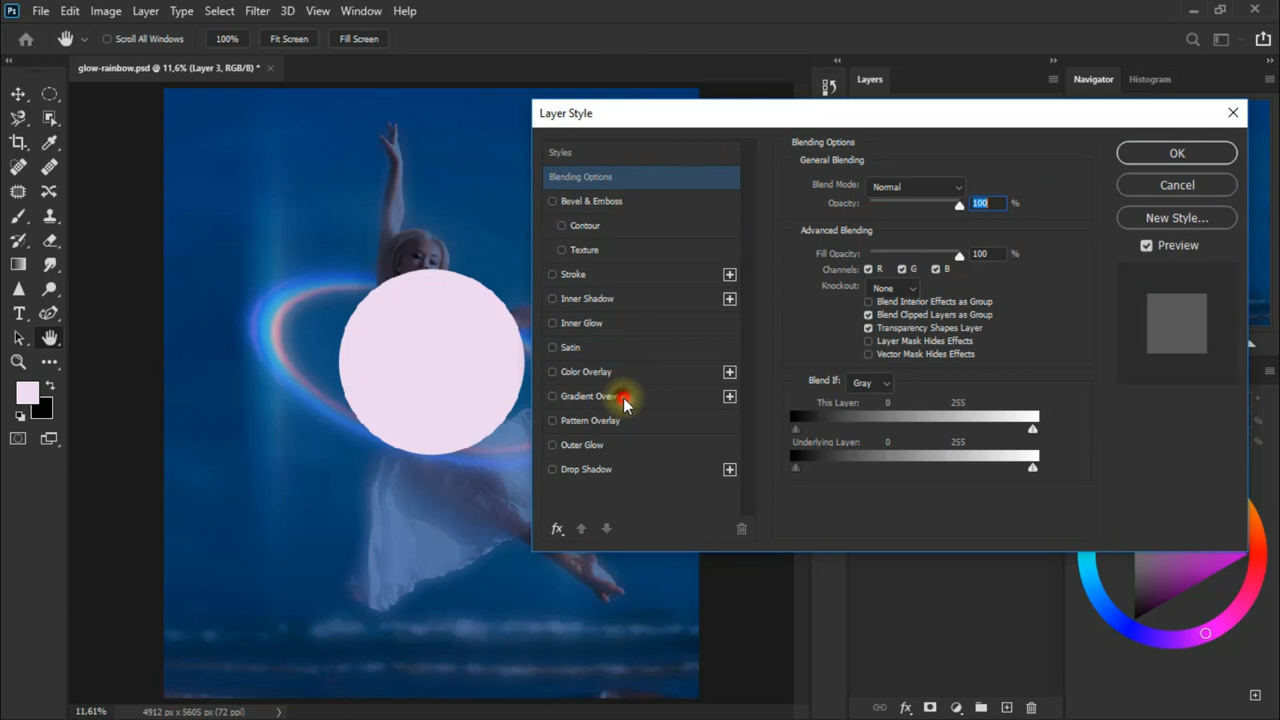 Ps File Edit Image Layer Type Select Filter 3D View Window Help
Scroll All Windows 100% Fit Screen Fill Screen
glow-rainbow.psd @ 11,6% (Layer 3, RGB/8) *
Layers
Navigator Histogram
Layer Style
Styles
Blending Options
Bevel & Emboss
Contour
Texture
Stroke
Inner Shadow
Inner Glow
Satin
Color Overlay
Gradient
Pattern Overlay
Outer Glow
Drop Shadow
fx
Blending Options
General Blending
Blend Mode: Normal
Opacity: 100 %
Advanced Blending
Fill Opacity: 100 %
Channels: R G B
Knockout: None
Blend Interior Effects as Group
Blend Clipped Layers as Group
Transparency Shapes Layer
Layer Mask Hides Effects
Vector Mask Hides Effects
Blend If: Gray
This Layer: 0 255
Underlying Layer: 0 255
OK
Cancel
New Style...
Preview
11,61% 4912 px x 5605 px (72 ppi)
fx